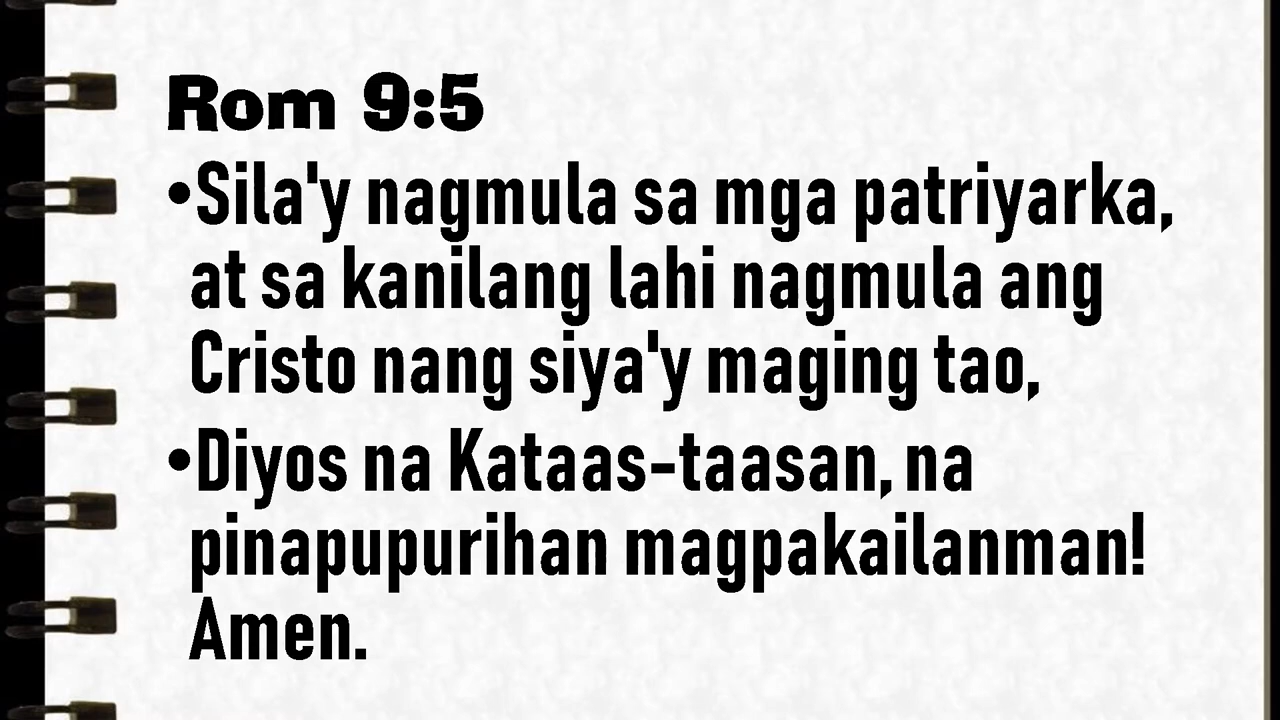 Rom 9:5
•Sila'y nagmula sa mga patriyarka,
at sa kanilang lahi nagmula ang
Cristo nang siya'y maging tao,
•Diyos na Kataas-taasan, na
pinapupurihan magpakailanman!
Amen.